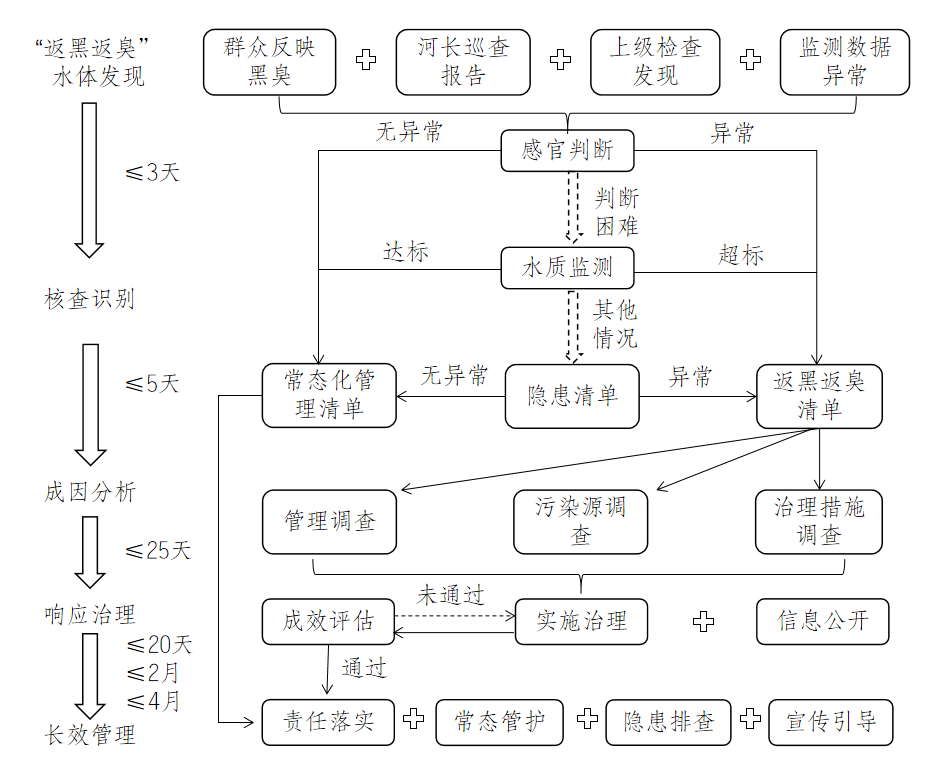 “返黑返臭”
水体发现
群众反映
黑臭
河长巡查
报告
上级检查
发现
监测数据
异常
无异常
感官判断
异常
≤3天
判断
困难
达标
水质监测
超标
核查识别
其他
情况
≤5天
常态化管
理清单
无异常
隐患清单
异常
返黑返臭
清单
成因分析
管理调查
污染源调
查
治理措施
调查
≤25天
响应治理
成效评估
未通过
实施治理
信息公开
≤20天
≤2月
≤4月
通过
长效管理
责任落实
常态管护
隐患排查
宣传引导